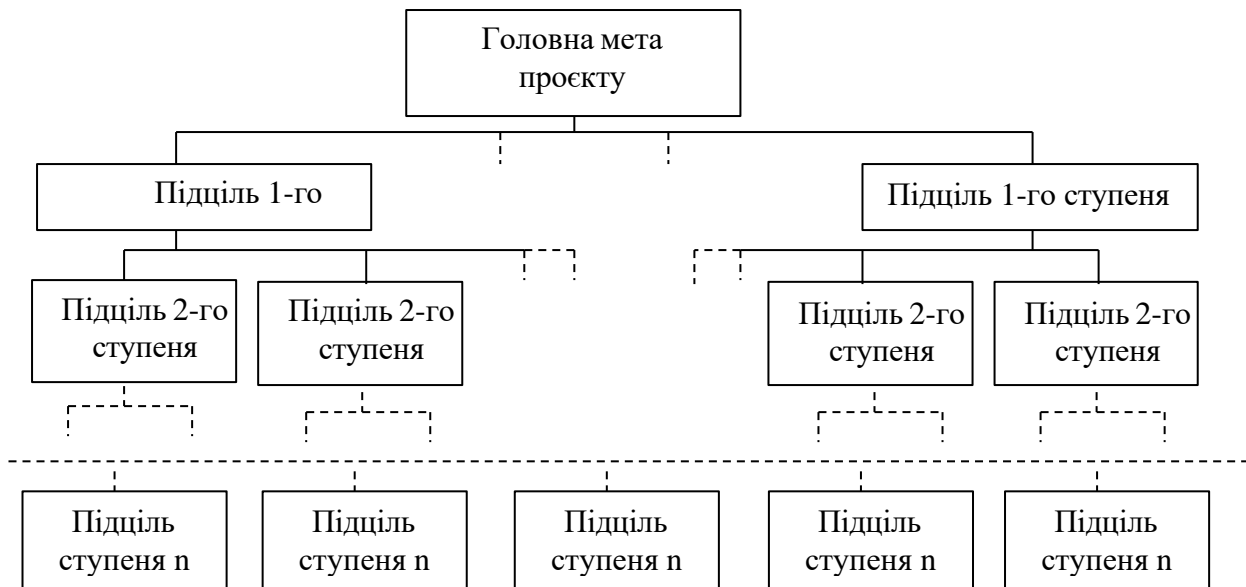 Головна мета
проєкту
Підціль 1-го
Підціль 1-го ступеня
Підціль 2-го
ступеня
Підціль 2-го
ступеня
Підціль 2-го
ступеня
Підціль 2-го
ступеня
Підціль
ступеня n
Підціль
ступеня n
Підціль
ступеня n
Підціль
ступеня n
Підціль
ступеня n